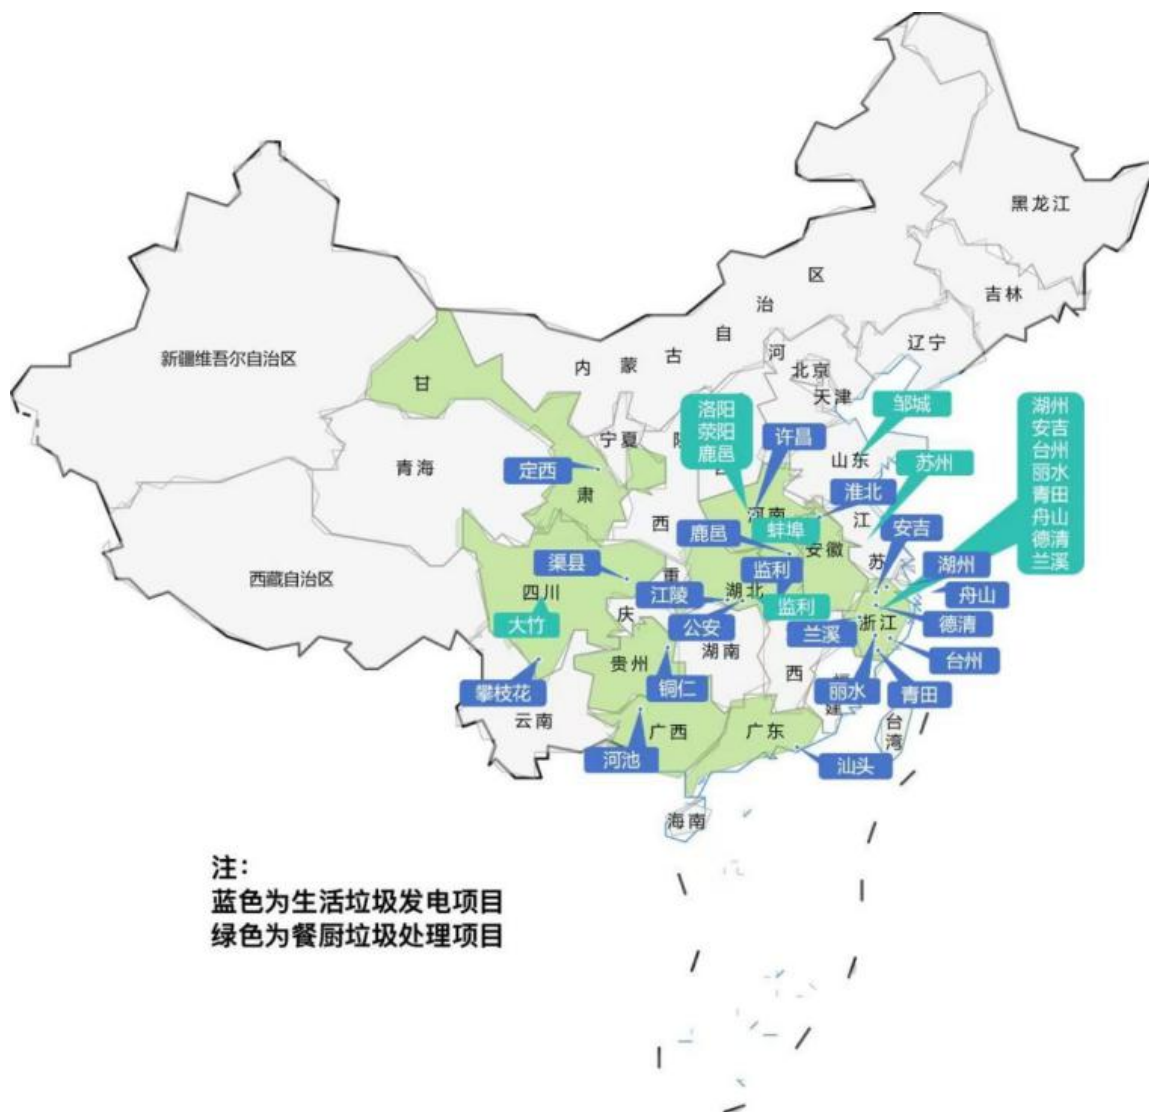 黑龙江
吉林
辽宁
内蒙古自治区
新疆维吾尔自治区
甘
肃
河
北京
天津
宁夏
青海
西藏自治区
山东
西
河南
江
苏
安徽
四川
重
庆
湖北
浙江
贵州
湖南
西
云南
广西
广东
建
台
湾
海南
洛阳
荥阳
鹿邑
许昌
邹城
苏州
湖州
安吉
台州
丽水
青田
舟山
德清
兰溪
定西
淮北
蚌埠
鹿邑
安吉
渠县
监利
湖州
江陵
监利
舟山
大竹
公安
兰溪
德清
台州
攀枝花
铜仁
丽水
青田
河池
汕头
注：
蓝色为生活垃圾发电项目
绿色为餐厨垃圾处理项目